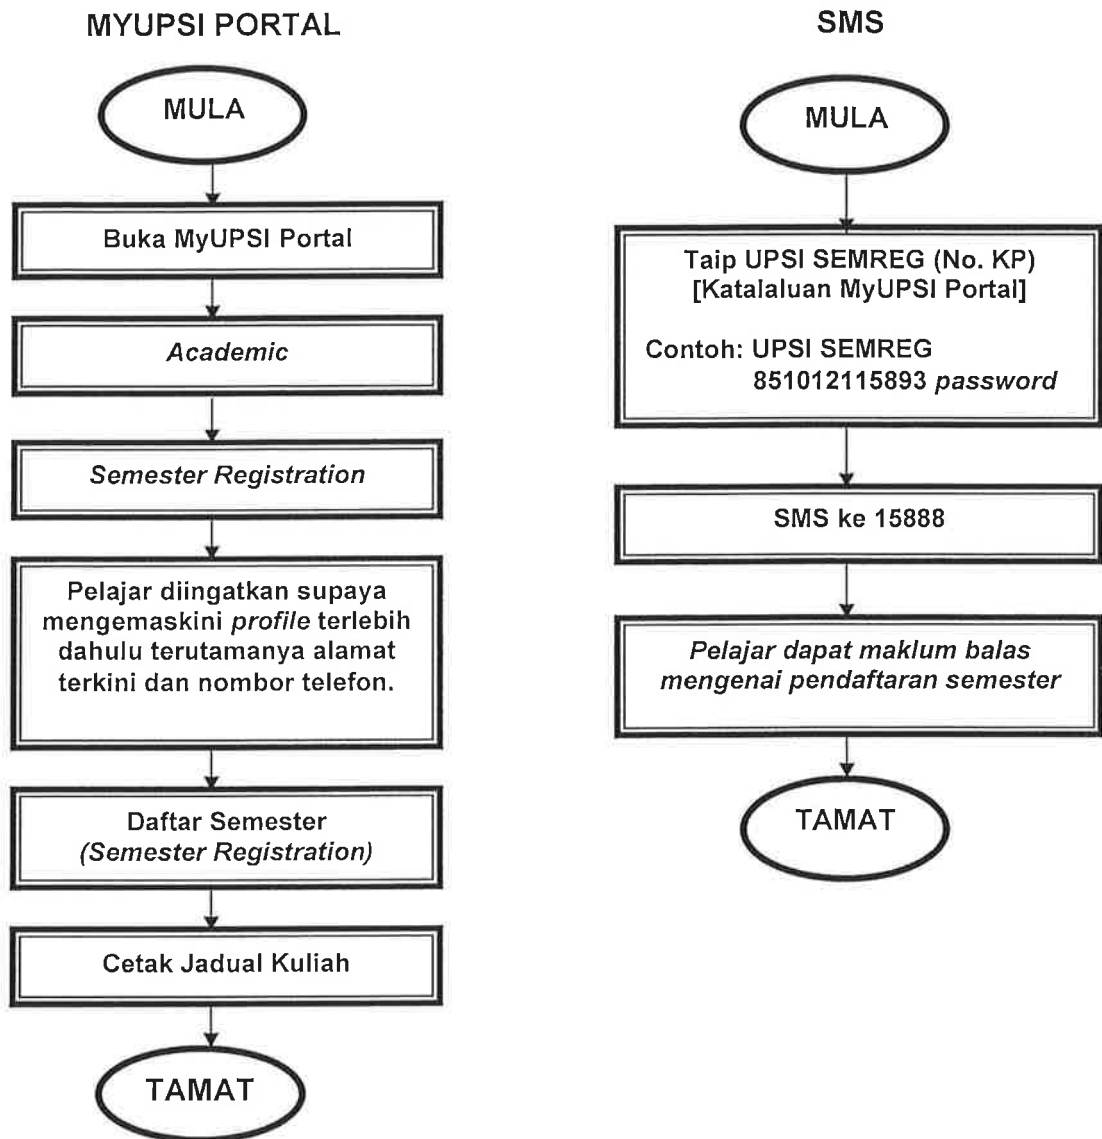 MYUPSI PORTAL
MULA
Buka MyUPSI Portal
Academic
Semester Registration
Pelajar diingatkan supaya
mengemaskini profile terlebih
dahulu terutamanya alamat
terkini dan nombor telefon.
Daftar Semester
(Semester Registration)
Cetak Jadual Kuliah
TAMAT
SMS
MULA
Taip UPSI SEMREG (No. KP)
[Katalaluan MyUPSI Portal]
Contoh: UPSI SEMREG
851012115893 password
SMS ke 15888
Pelajar dapat maklum balas
mengenai pendaftaran semester
TAMAT